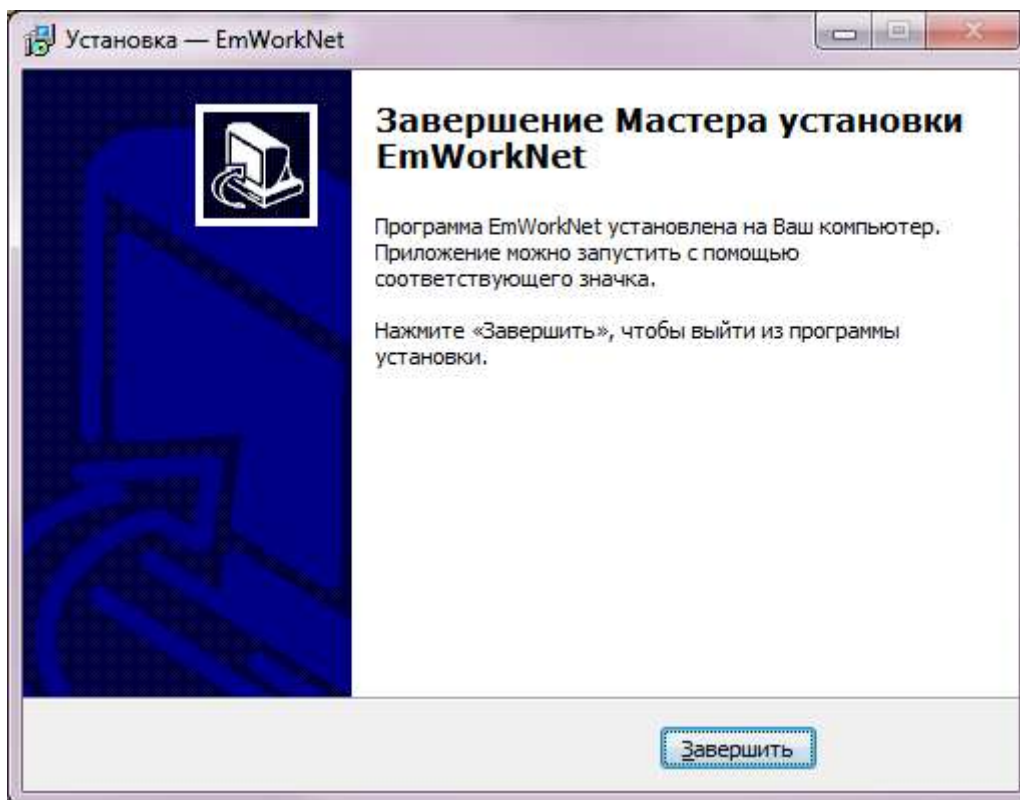 Установка — EmWorkNet
Завершение Мастера установки
EmWorkNet
Программа EmWorkNet установлена на Ваш компьютер.
Приложение можно запустить с помощью
соответствующего значка.
Нажмите «Завершить», чтобы выйти из программы
установки.
Завершить